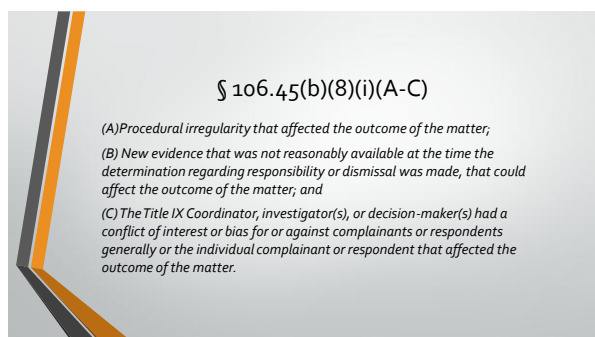 § 106.45(b)(8)(i)(A-C)
(A)Procedural irregularity that affected the outcome of the matter;
(B) New evidence that was not reasonably available at the time the
determination regarding responsibility or dismissal was made, that could
affect the outcome of the matter; and
(C) The Title IX Coordinator, investigator(s), or decision-maker(s) had a
conflict of interest or bias for or against complainants or respondents
generally or the individual complainant or respondent that affected the
outcome of the matter.